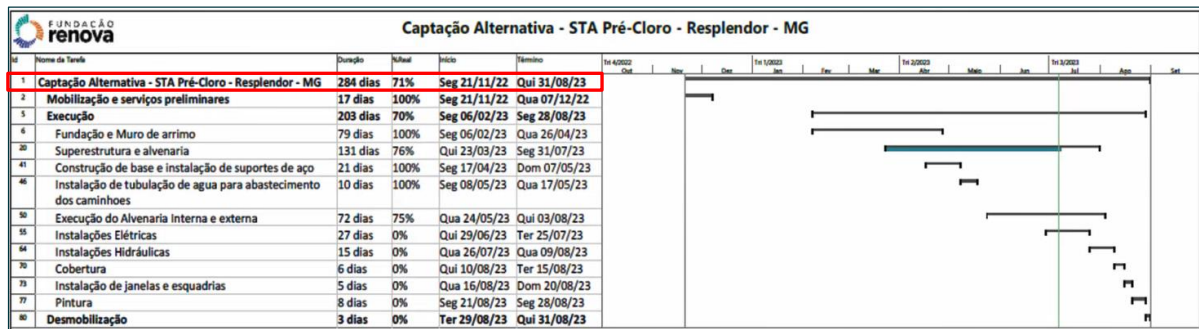 FUNDAÇÃO
renova
Captação Alternativa - STA Pré-Cloro - Resplendor - MG
Id Nome da Tarefa Duração %Real Início Término Tri 4/2022 Tri 1/2023 Tri 2/2023 Tri 3/2023
Out Nov Dez Jan Fev Mar Abr Maio Jun Jul Ago Set
1 Captação Alternativa - STA Pré-Cloro - Resplendor - MG 284 dias 71% Seg 21/11/22 Qui 31/08/23
2 Mobilização e serviços preliminares 17 dias 100% Seg 21/11/22 Qua 07/12/22
5 Execução 203 dias 70% Seg 06/02/23 Seg 28/08/23
6 Fundação e Muro de arrimo 79 dias 100% Seg 06/02/23 Qua 26/04/23
20 Superestrutura e alvenaria 131 dias 76% Qui 23/03/23 Seg 31/07/23
41 Construção de base e instalação de suportes de aço 21 dias 100% Seg 17/04/23 Dom 07/05/23
46 Instalação de tubulação de agua para abastecimento 10 dias 100% Seg 08/05/23 Qua 17/05/23
dos caminhoes
50 Execução do Alvenaria Interna e externa 72 dias 75% Qua 24/05/23 Qui 03/08/23
55 Instalações Elétricas 27 dias 0% Qui 29/06/23 Ter 25/07/23
64 Instalações Hidráulicas 15 dias 0% Qua 26/07/23 Qua 09/08/23
70 Cobertura 6 dias 0% Qui 10/08/23 Ter 15/08/23
73 Instalação de janelas e esquadrias 5 dias 0% Qua 16/08/23 Dom 20/08/23
77 Pintura 8 dias 0% Seg 21/08/23 Seg 28/08/23
80 Desmobilização 3 dias 0% Ter 29/08/23 Qui 31/08/23